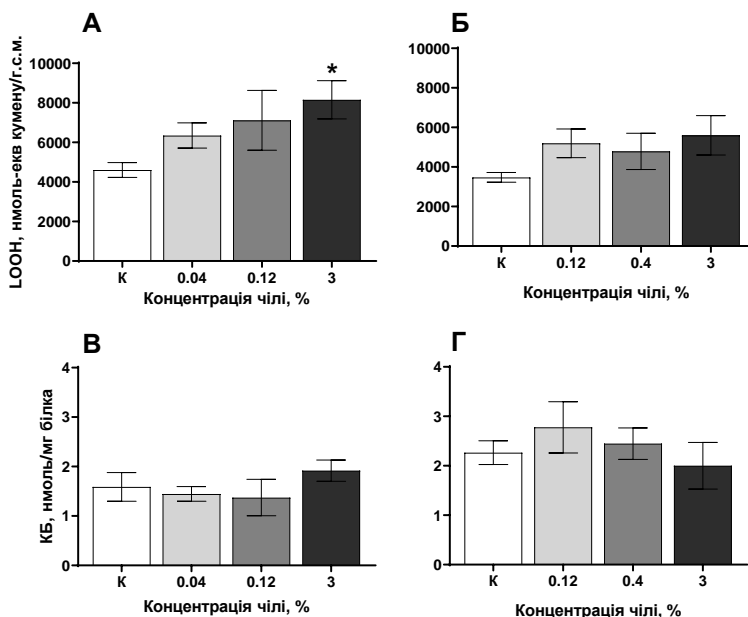 А
LOOH, нмоль-екв кумену/г.с.м.
10000
8000
6000
4000
2000
0
*
К 0.04 0.12 3
Концентрація чілі, %
Б
10000
8000
6000
4000
2000
0
К 0.12 0.4 3
Концентрація чілі, %
В
КБ, нмоль/мг білка
4
3
2
1
0
К 0.04 0.12 3
Концентрація чілі, %
Г
4
3
2
1
0
К 0.12 0.4 3
Концентрація чілі, %